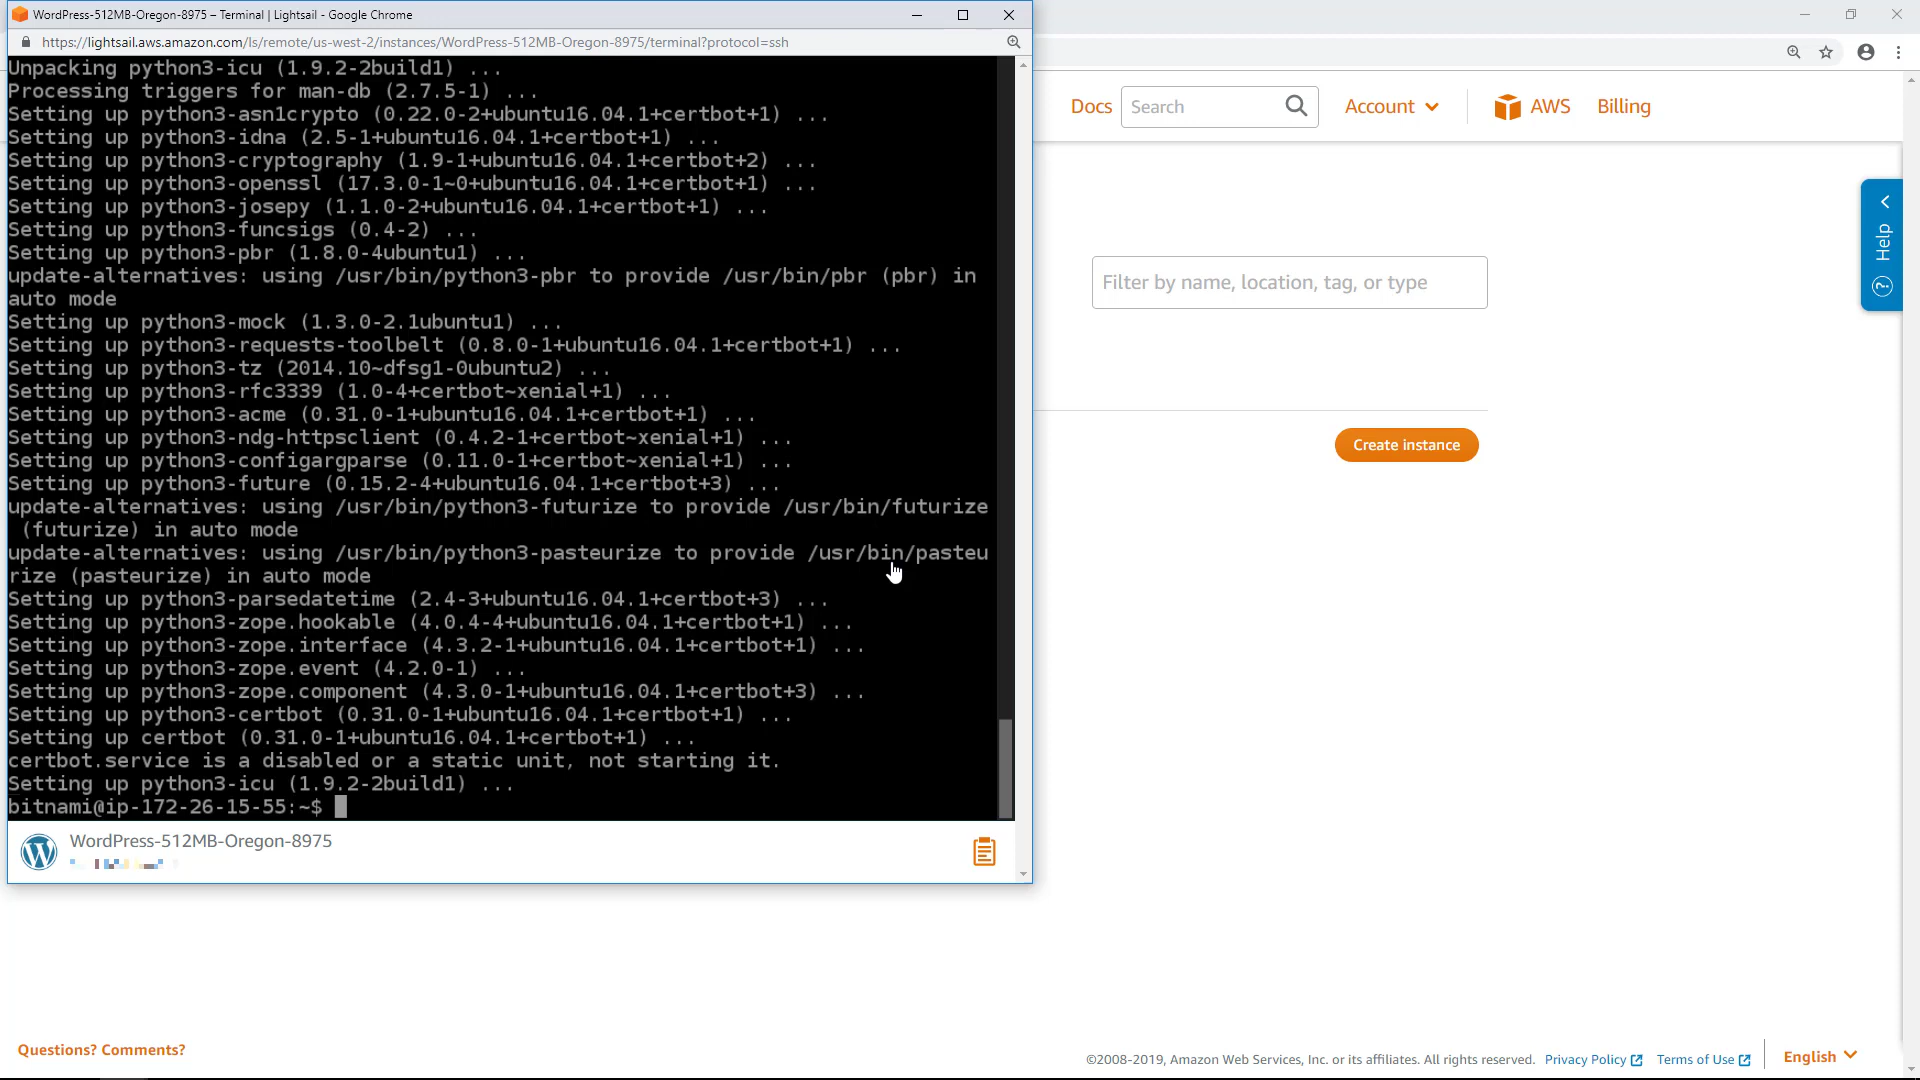 WordPress-512MB-Oregon-8975 – Terminal | Lightsail - Google Chrome
https://lightsail.aws.amazon.com/ls/remote/us-west-2/instances/WordPress-512MB-Oregon-8975/terminal?protocol=ssh
Unpacking python3-icu (1.9.2-2build1) ...
Processing triggers for man-db (2.7.5-1) ...
Setting up python3-asn1crypto (0.22.0-2+ubuntu16.04.1+certbot+1) ...
Setting up python3-idna (2.5-1+ubuntu16.04.1+certbot+1) ...
Setting up python3-cryptography (1.9-1+ubuntu16.04.1+certbot+2) ...
Setting up python3-openssl (17.3.0-1~0+ubuntu16.04.1+certbot+1) ...
Setting up python3-josepy (1.1.0-2+ubuntu16.04.1+certbot+1) ...
Setting up python3-funcsigs (0.4-2) ...
Setting up python3-pbr (1.8.0-4ubuntu1) ...
update-alternatives: using /usr/bin/python3-pbr to provide /usr/bin/pbr (pbr) in
auto mode
Setting up python3-mock (1.3.0-2.1ubuntu1) ...
Setting up python3-requests-toolbelt (0.8.0-1+ubuntu16.04.1+certbot+1) ...
Setting up python3-tz (2014.10~dfsg1-0ubuntu2) ...
Setting up python3-rfc3339 (1.0-4+certbot~xenial+1) ...
Setting up python3-acme (0.31.0-1+ubuntu16.04.1+certbot+1) ...
Setting up python3-ndg-httpsclient (0.4.2-1+certbot~xenial+1) ...
Setting up python3-configargparse (0.11.0-1+certbot~xenial+1) ...
Setting up python3-future (0.15.2-4+ubuntu16.04.1+certbot+3) ...
update-alternatives: using /usr/bin/python3-futurize to provide /usr/bin/futurize
(futurize) in auto mode
update-alternatives: using /usr/bin/python3-pasteurize to provide /usr/bin/pasteu
rize (pasteurize) in auto mode
Setting up python3-parsedatetime (2.4-3+ubuntu16.04.1+certbot+3) ...
Setting up python3-zope.hookable (4.0.4-4+ubuntu16.04.1+certbot+1) ...
Setting up python3-zope.interface (4.3.2-1+ubuntu16.04.1+certbot+1) ...
Setting up python3-zope.event (4.2.0-1) ...
Setting up python3-zope.component (4.3.0-1+ubuntu16.04.1+certbot+3) ...
Setting up python3-certbot (0.31.0-1+ubuntu16.04.1+certbot+1) ...
Setting up certbot (0.31.0-1+ubuntu16.04.1+certbot+1) ...
certbot.service is a disabled or a static unit, not starting it.
Setting up python3-icu (1.9.2-2build1) ...
bitnami@ip-172-26-15-55:~$
WordPress-512MB-Oregon-8975
Docs
Search
Account
AWS
Billing
Help
Filter by name, location, tag, or type
Create instance
Questions? Comments?
©2008-2019, Amazon Web Services, Inc. or its affiliates. All rights reserved. Privacy Policy Terms of Use
English